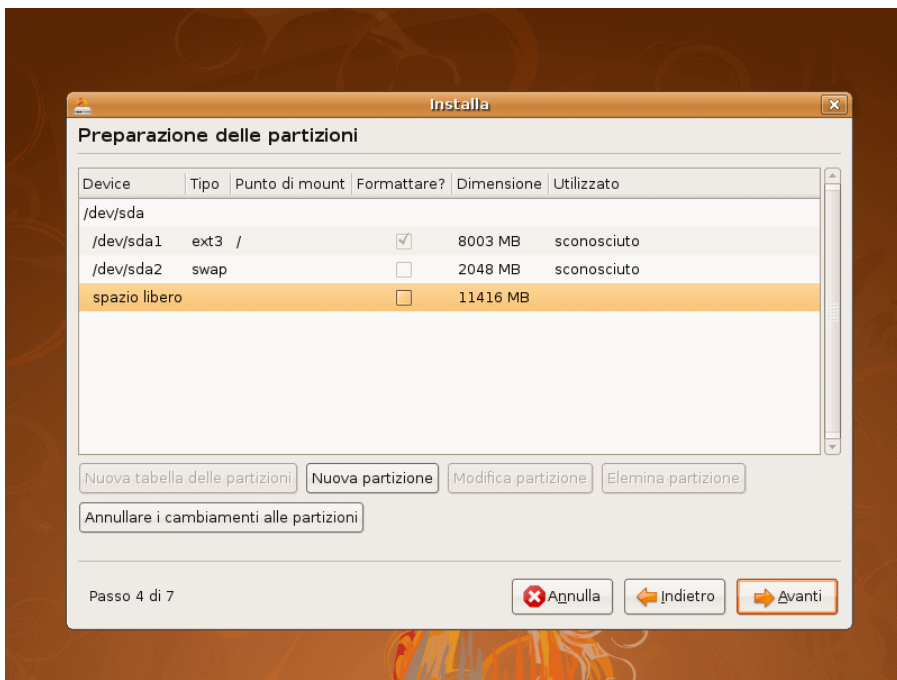 Installa
Preparazione delle partizioni
Device Tipo Punto di mount Formattare? Dimensione Utilizzato
/dev/sda
/dev/sda1 ext3 / 8003 MB sconosciuto
/dev/sda2 swap 2048 MB sconosciuto
spazio libero 11416 MB
Nuova tabella delle partizioni Nuova partizione Modifica partizione Elemina partizione
Annullare i cambiamenti alle partizioni
Passo 4 di 7 Annulla Indietro Avanti